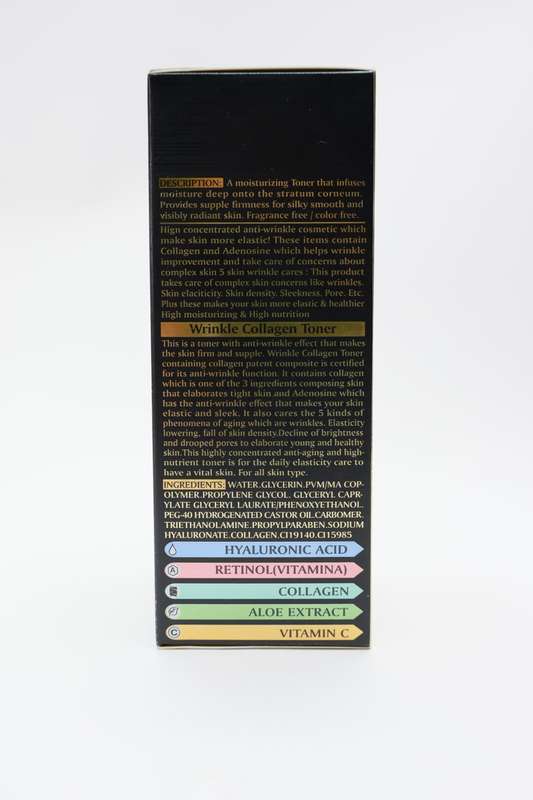 DESCRIPTION: A moisturizing Toner that infuses
moisture deep onto the stratum corneum.
Provides supple firmness for silky smooth and
visibly radiant skin. Fragrance free / color free.
Hign concentrated anti-wrinkle cosmetic which
make skin more elastic! These items contain
Collagen and Adenosine which helps wrinkle
improvement and take care of concerns about
complex skin 5 skin wrinkle cares : This product
takes care of complex skin concerns like wrinkles.
Skin elaciticity. Skin density. Sleekness. Pore. Etc.
Plus these makes your skin more elastic & healthier
High moisturizing & High nutrition
Wrinkle Collagen Toner
This is a toner with anti-wrinkle effect that makes
the skin firm and supple. Wrinkle Collagen Toner
containing collagen patent composite is certified
for its anti-wrinkle function. It contains collagen
which is one of the 3 ingredients composing skin
that elaborates tight skin and Adenosine which
has the anti-wrinkle effect that makes your skin
elastic and sleek. It also cares the 5 kinds of
phenomena of aging which are wrinkles. Elasticity
lowering, fall of skin density.Decline of brightness
and drooped pores to elaborate young and healthy
skin.This highly concentrated anti-aging and high-
nutrient toner is for the daily elasticity care to
have a vital skin. For all skin type.
INGREDIENTS: WATER.GLYCERIN.PVM/MA COP-
OLYMER.PROPYLENE GLYCOL. GLYCERYL CAPR-
YLATE GLYCERYL LAURATE/PHENOXYETHANOL.
PEG-40 HYDROGENATED CASTOR OIL.CARBOMER.
TRIETHANOLAMINE.PROPYLPARABEN.SODIUM
HYALURONATE.COLLAGEN.CI19140.CI15985
HYALURONIC ACID
A RETINOL(VITAMINA)
COLLAGEN
ALOE EXTRACT
C VITAMIN C